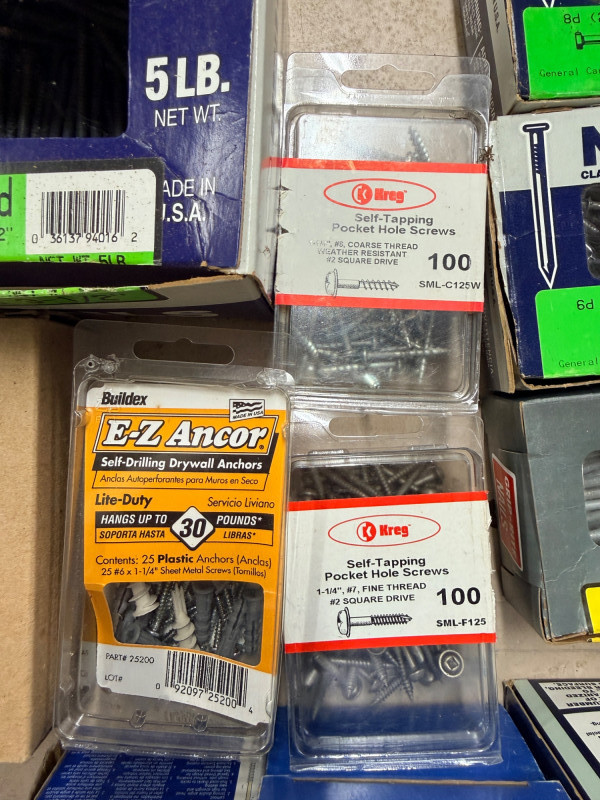 5 LB.
NET WT.
MADE IN
U.S.A.
0 36137 94016 2
NET WT. 5LB
8d
General
6d
General
Kreg
Self-Tapping
Pocket Hole Screws
#8, COARSE THREAD
WEATHER RESISTANT
#2 SQUARE DRIVE
100
SML-C125W
Buildex
MADE IN USA
E-Z Ancor
Self-Drilling Drywall Anchors
Anclas Autoperforantes para Muros en Seco
Lite-Duty
Servicio Liviano
HANGS UP TO 30 POUNDS*
SOPORTA HASTA LIBRAS*
Contents: 25 Plastic Anchors (Anclas)
25 #6 x 1-1/4" Sheet Metal Screws (Tornillos)
PART# 25200
LOT#
0 92097 25200 4
Kreg
Self-Tapping
Pocket Hole Screws
1-1/4", #7, FINE THREAD
#2 SQUARE DRIVE
100
SML-F125